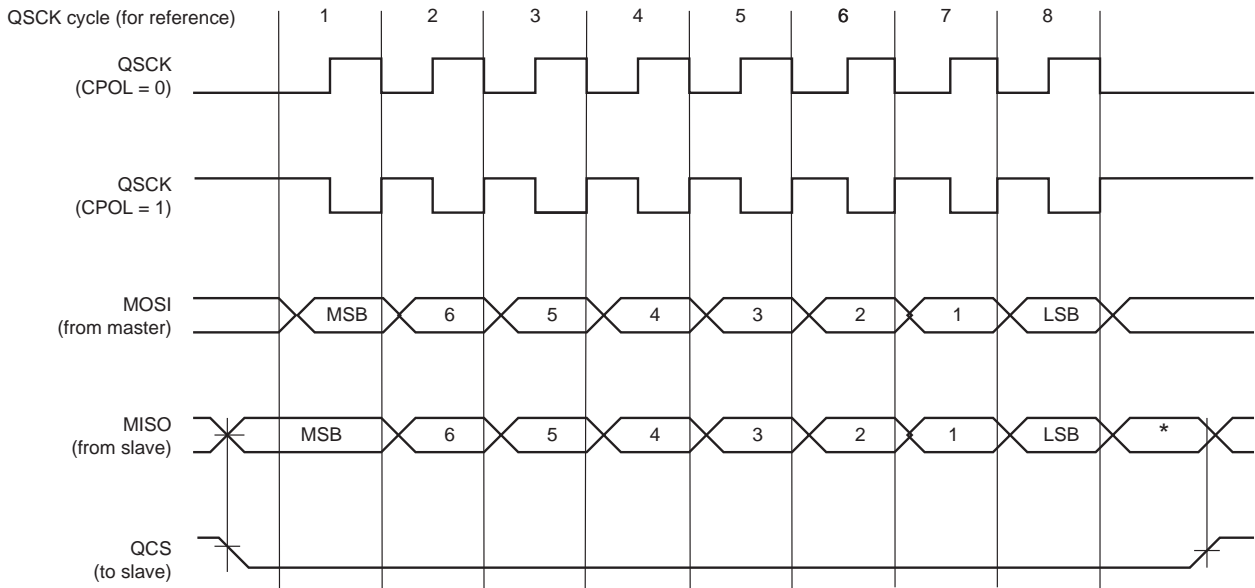 QSCK cycle (for reference) 1 2 3 4 5 6 7 8
QSCK
(CPOL = 0)
QSCK
(CPOL = 1)
MOSI
(from master)
MSB 6 5 4 3 2 1 LSB
MISO
(from slave)
MSB 6 5 4 3 2 1 LSB *
QCS
(to slave)